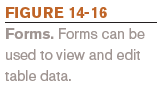 FIGURE 14-16
Forms. Forms can be
used to view and edit
table data.